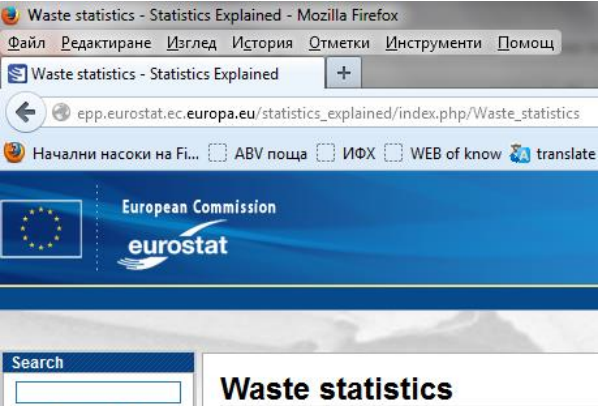 Waste statistics - Statistics Explained - Mozilla Firefox
Файл Редактиране Изглед История Отметки Инструменти Помощ
Waste statistics - Statistics Explained +
epp.eurostat.ec.europa.eu/statistics_explained/index.php/Waste_statistics
Начални насоки на Fi... АBV поща ИФХ WEB of know translate
European Commission
eurostat
Search
Waste statistics